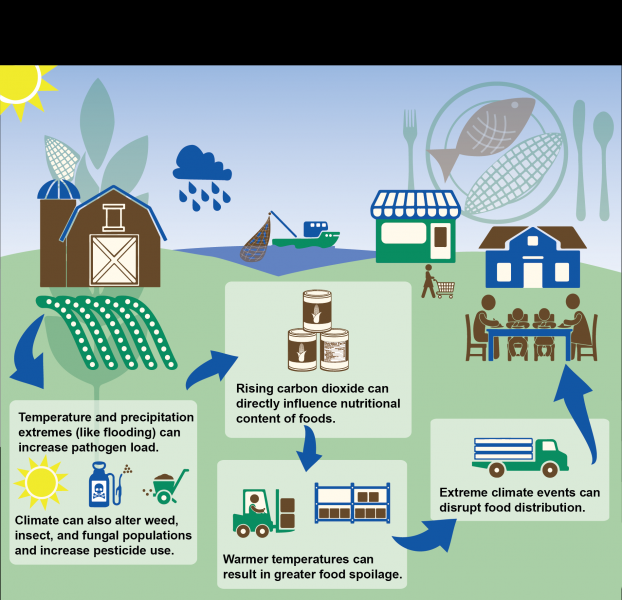 Temperature and precipitation
extremes (like flooding) can
increase pathogen load.
Climate can also alter weed,
insect, and fungal populations
and increase pesticide use.
Rising carbon dioxide can
directly influence nutritional
content of foods.
Warmer temperatures can
result in greater food spoilage.
Extreme climate events can
disrupt food distribution.